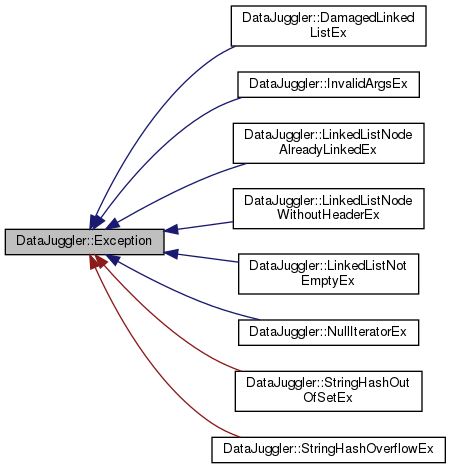 DataJuggler::DamagedLinked
ListEx
DataJuggler::InvalidArgsEx
DataJuggler::LinkedListNode
AlreadyLinkedEx
DataJuggler::LinkedListNode
WithoutHeaderEx
DataJuggler::Exception
DataJuggler::LinkedListNot
EmptyEx
DataJuggler::NullIteratorEx
DataJuggler::StringHashOut
OfSetEx
DataJuggler::StringHashOverflowEx